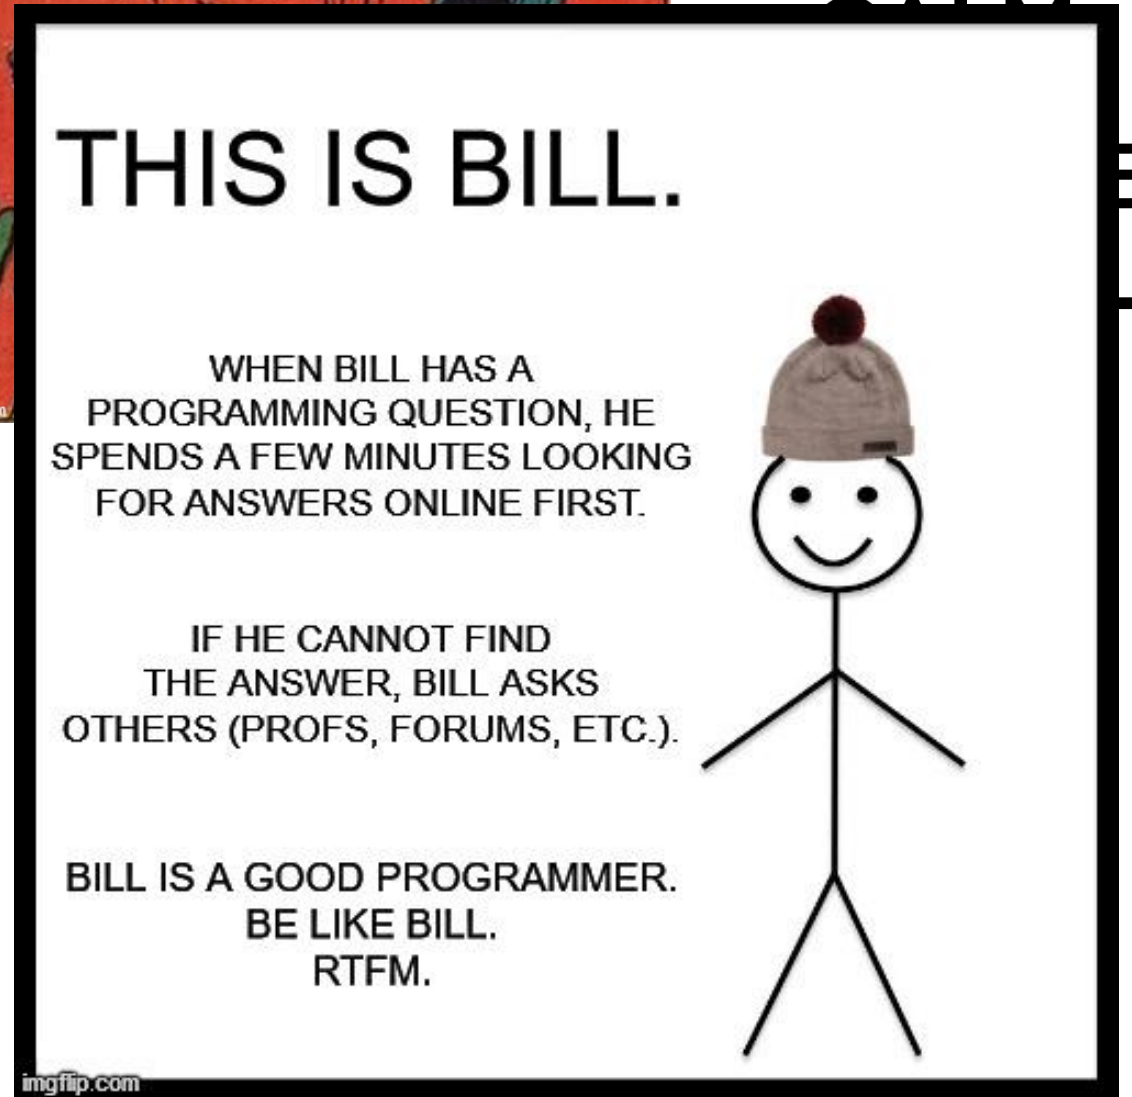 THIS IS BILL.
WHEN BILL HAS A
PROGRAMMING QUESTION, HE
SPENDS A FEW MINUTES LOOKING
FOR ANSWERS ONLINE FIRST.
IF HE CANNOT FIND
THE ANSWER, BILL ASKS
OTHERS (PROFS, FORUMS, ETC.).
BILL IS A GOOD PROGRAMMER.
BE LIKE BILL.
RTFM.
imgflip.com